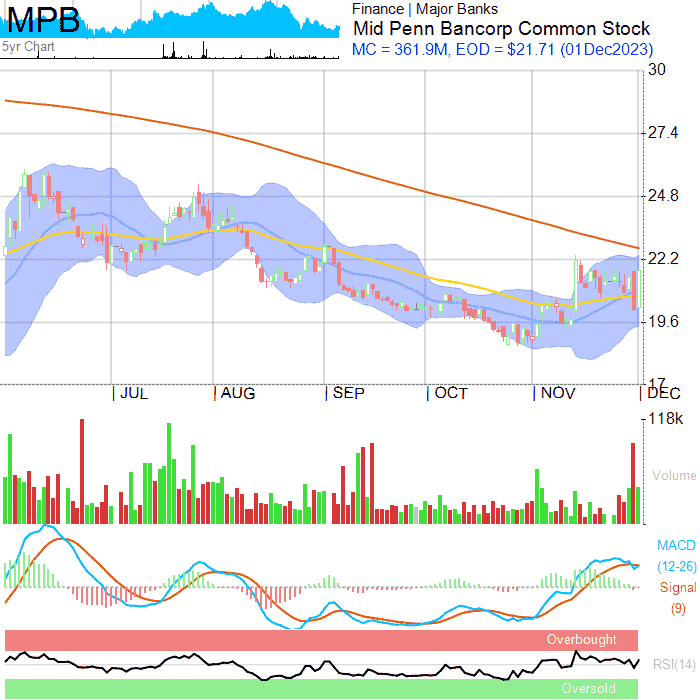 MPB
5yr Chart
Finance | Major Banks
Mid Penn Bancorp Common Stock
MC = 361.9M, EOD = $21.71 (01Dec2023)
30
27.4
24.8
22.2
19.6
17
JUL AUG SEP OCT NOV DEC
118k
Volume
MACD
(12-26)
Signal
(9)
Overbought
RSI(14)
Oversold